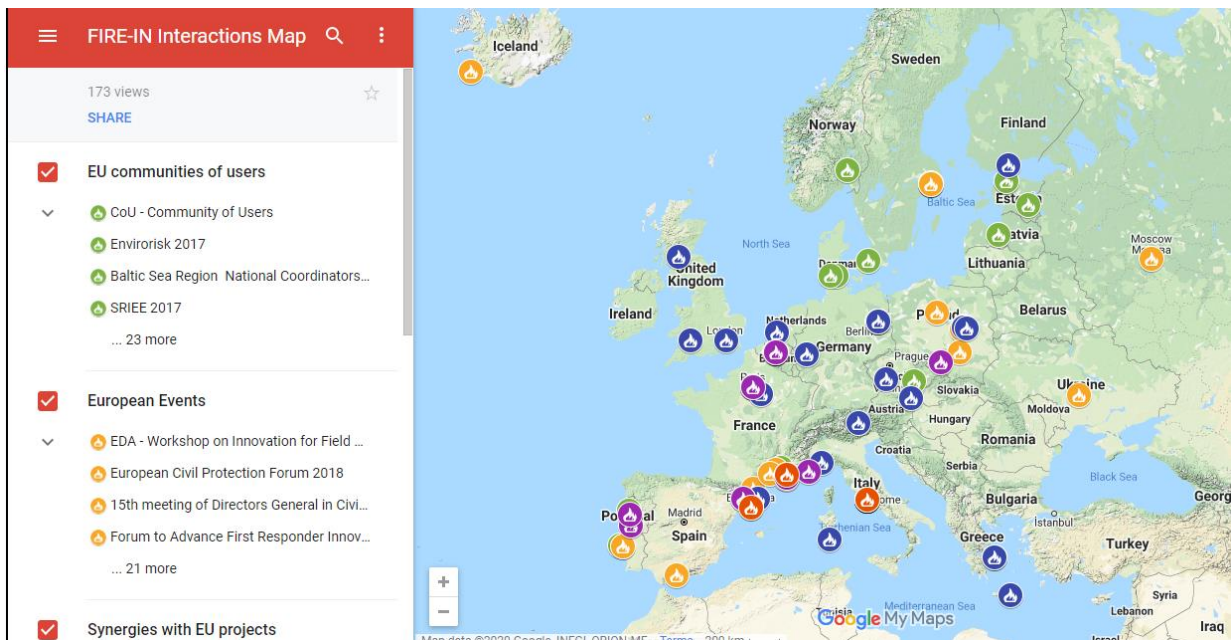 FIRE-IN Interactions Map
173 views
SHARE
EU communities of users
CoU - Community of Users
Envirorisk 2017
Baltic Sea Region National Coordinators...
SRIEE 2017
... 23 more
European Events
EDA - Workshop on Innovation for Field ...
European Civil Protection Forum 2018
15th meeting of Directors General in Civi...
Forum to Advance First Responder Innov...
... 21 more
Synergies with EU projects
Iceland
Sweden
Norway
Finland
Baltic Sea
North Sea
Moscow
Lithuania
United
Kingdom
Ireland
Netherlands
Belarus
Germany
Prague
Slovakia
Austria
Hungary
Moldova
France
Croatia
Romania
Serbia
Italy
Black Sea
Bulgaria
Madrid
Spain
İstanbul
Greece
Turkey
Syria
Lebanon
Iraq
Mediterranean Sea
Google My Maps
Terms